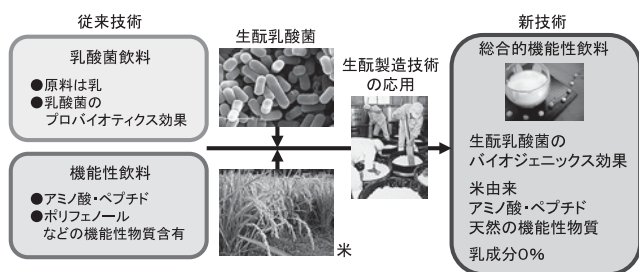 従来技術
乳酸菌飲料
●原料は乳
●乳酸菌の
プロバイオティクス効果
機能性飲料
●アミノ酸・ペプチド
●ポリフェノール
などの機能性物質含有
生酛乳酸菌
米
生酛製造技術
の応用
新技術
総合的機能性飲料
生酛乳酸菌の
バイオジェニックス効果
米由来
アミノ酸・ペプチド
天然の機能性物質
乳成分0%